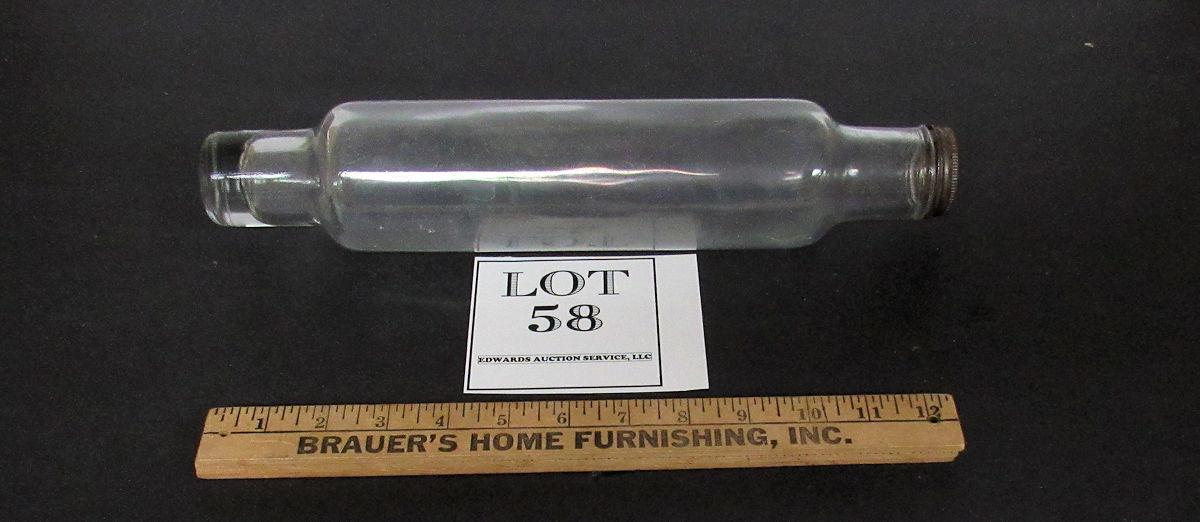 LOT
58
EDWARDS AUCTION SERVICE, LLC
1 2 3 4 5 6 7 8 9 10 11 12
BRAUER'S HOME FURNISHING, INC.